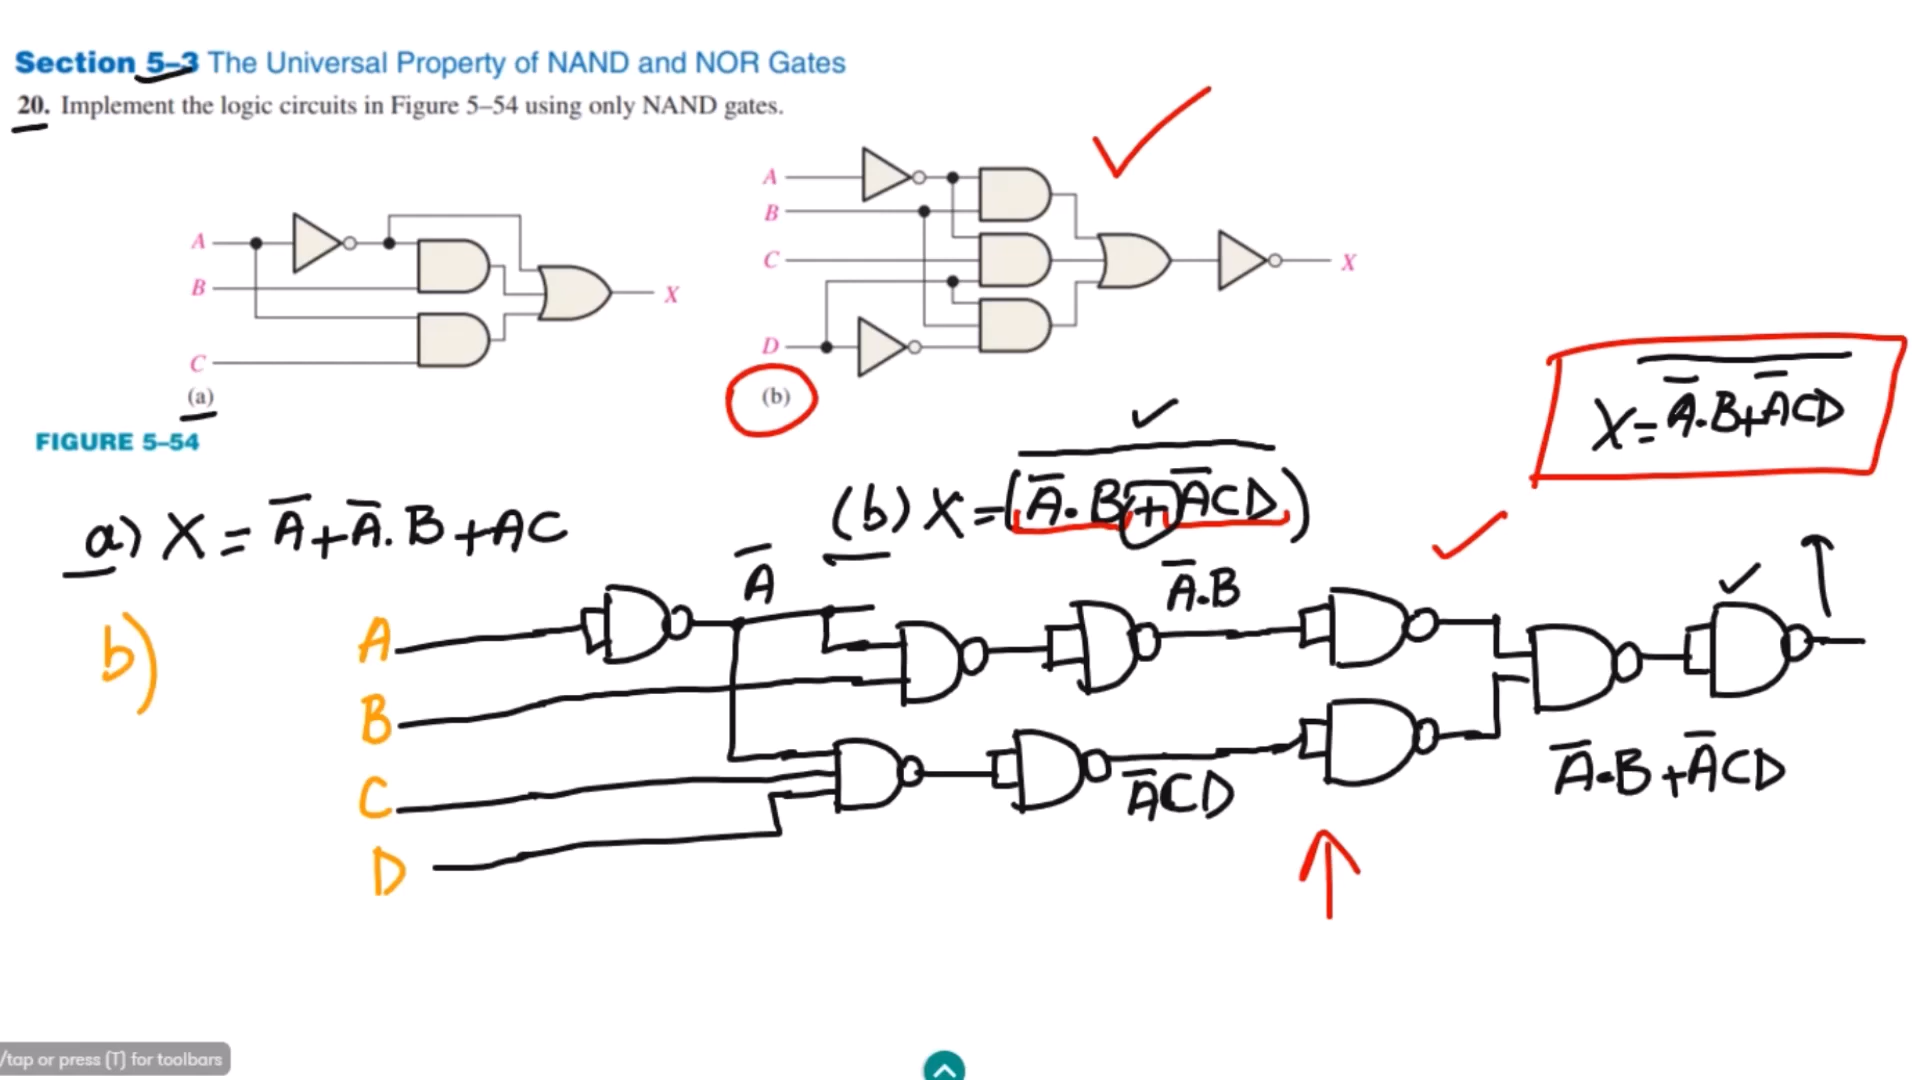 Section 5–3 The Universal Property of NAND and NOR Gates
20. Implement the logic circuits in Figure 5–54 using only NAND gates.
A
B
C
X
(a)
A
B
C
D
X
(b)
FIGURE 5–54
X = A̅.B+A̅CD
a) X = A̅+A̅.B+AC
(b) X=(A̅.B+A̅CD)
b)
A
B
C
D
A̅
A̅.B
A̅CD
A̅.B+A̅CD
/tap or press (T) for toolbars